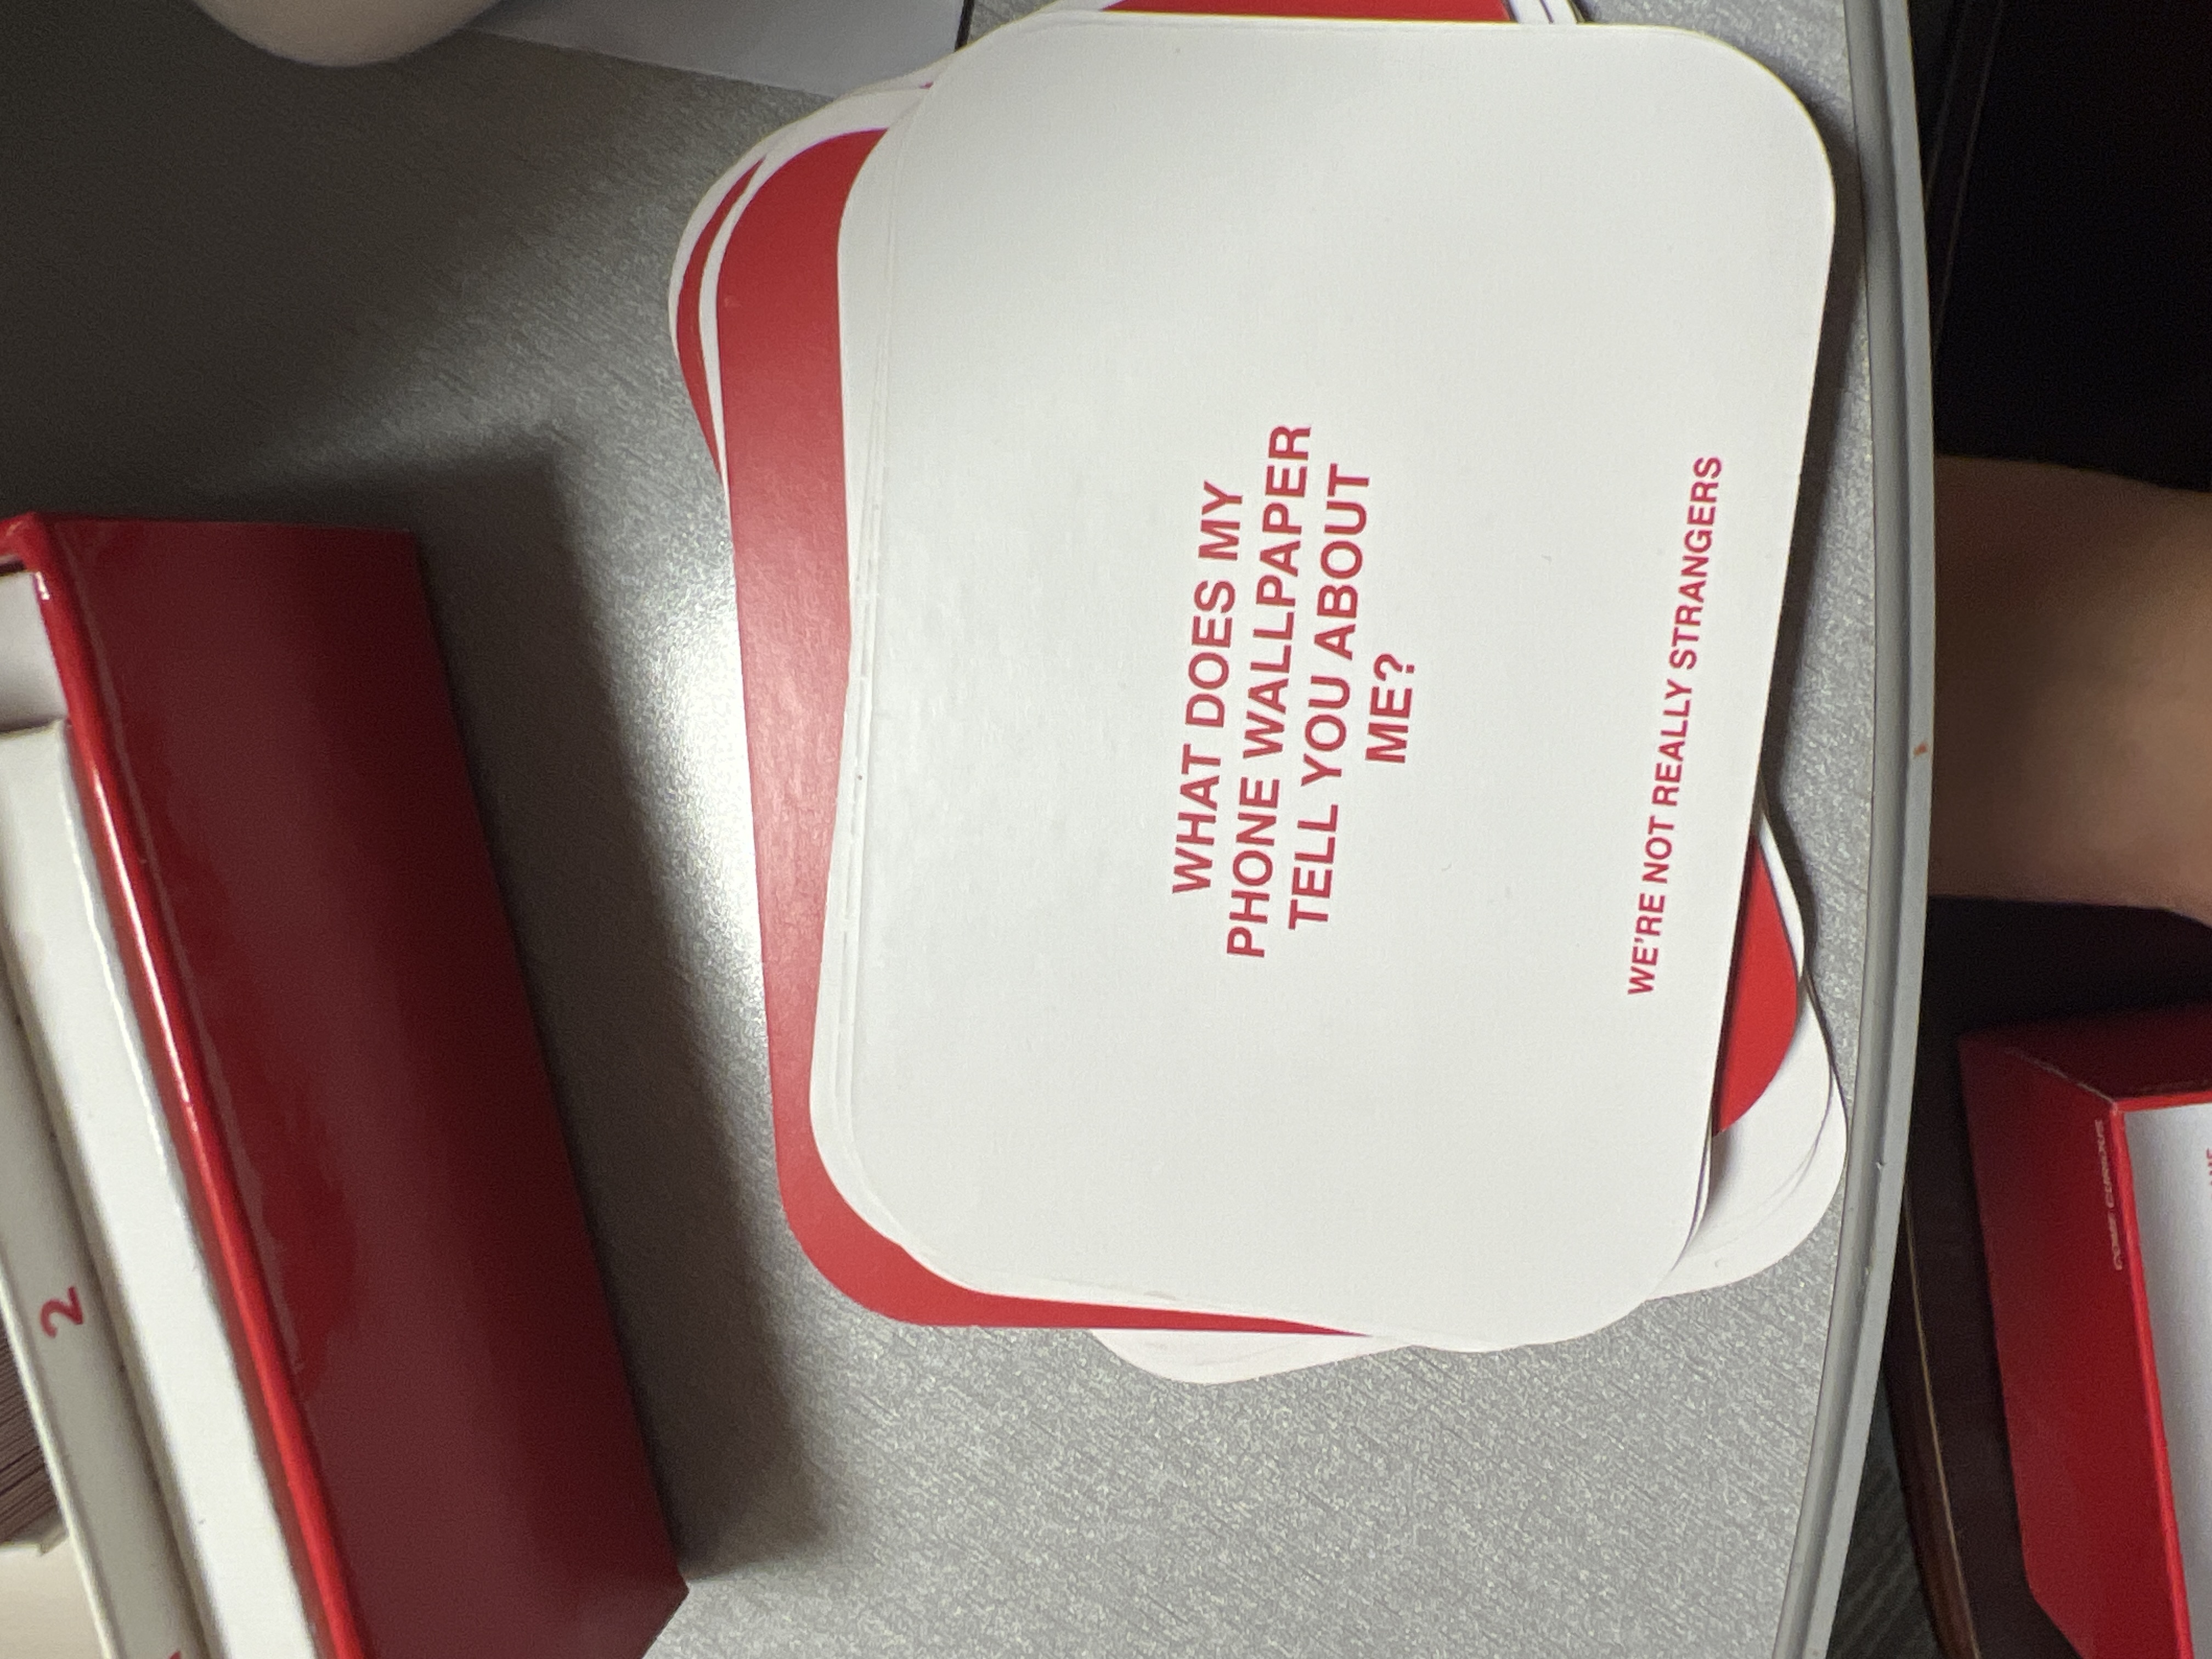 WHAT DOES MY
PHONE WALLPAPER
TELL YOU ABOUT
ME?
WE'RE NOT REALLY STRANGERS
2